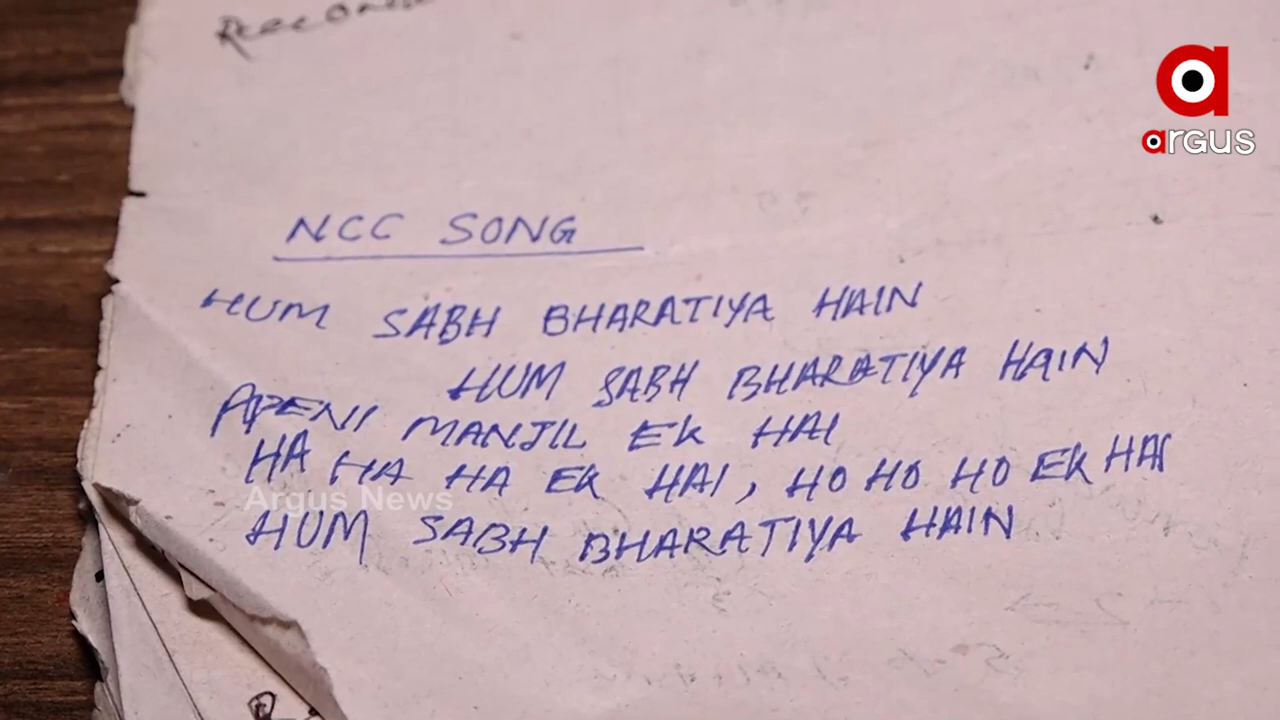 argus
NCC SONG
HUM SABH BHARATIYA HAIN
HUM SABH BHARATIYA HAIN
APENI MANJIL EK HAI
HA HA HA EK HAI, HO HO HO EK HAI
Argus News
HUM SABH BHARATIYA HAIN